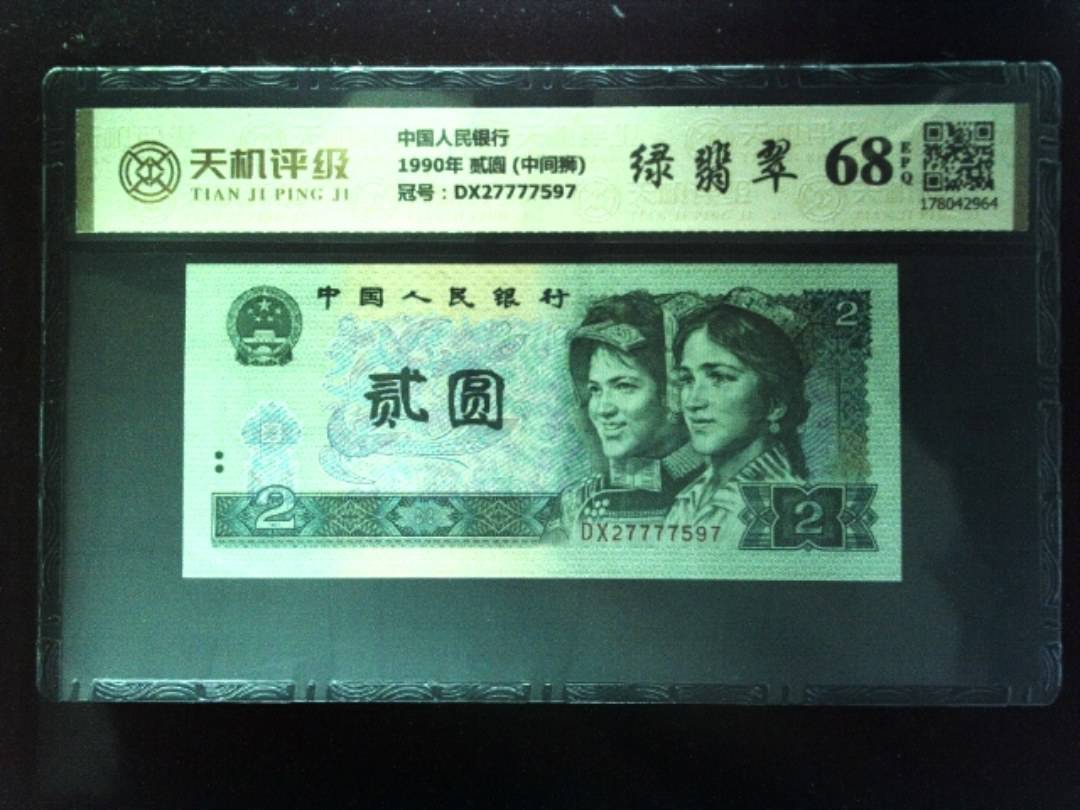 天机评级
TIAN JI PING JI
中国人民银行
1990年 贰圆 (中间狮)
冠号：DX27777597
绿翡翠
68
EPQ
178042964
中国人民银行
2
贰圆
2
DX27777597
2